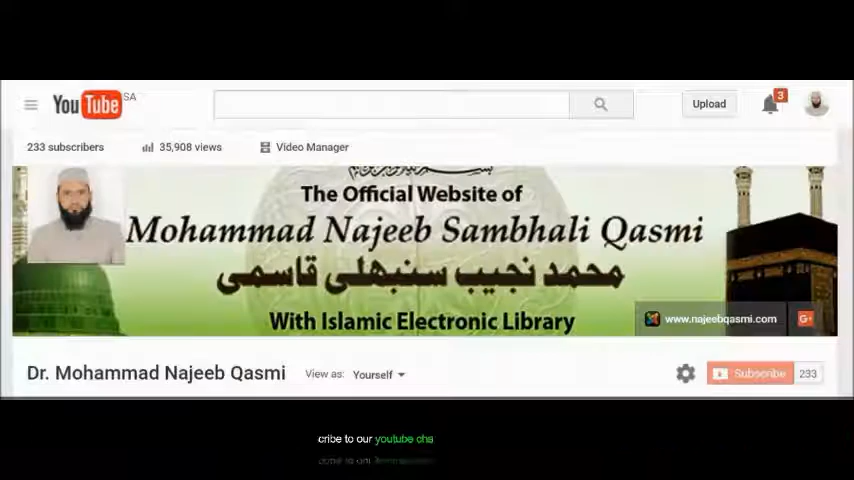 YouTube SA
Upload
3
233 subscribers
35,908 views
Video Manager
The Official Website of
Mohammad Najeeb Sambhali Qasmi
محمد نجیب سنبھلی قاسمی
With Islamic Electronic Library
www.najeebqasmi.com
G+
Dr. Mohammad Najeeb Qasmi
View as: Yourself
Subscribe 233
cribe to our youtube cha